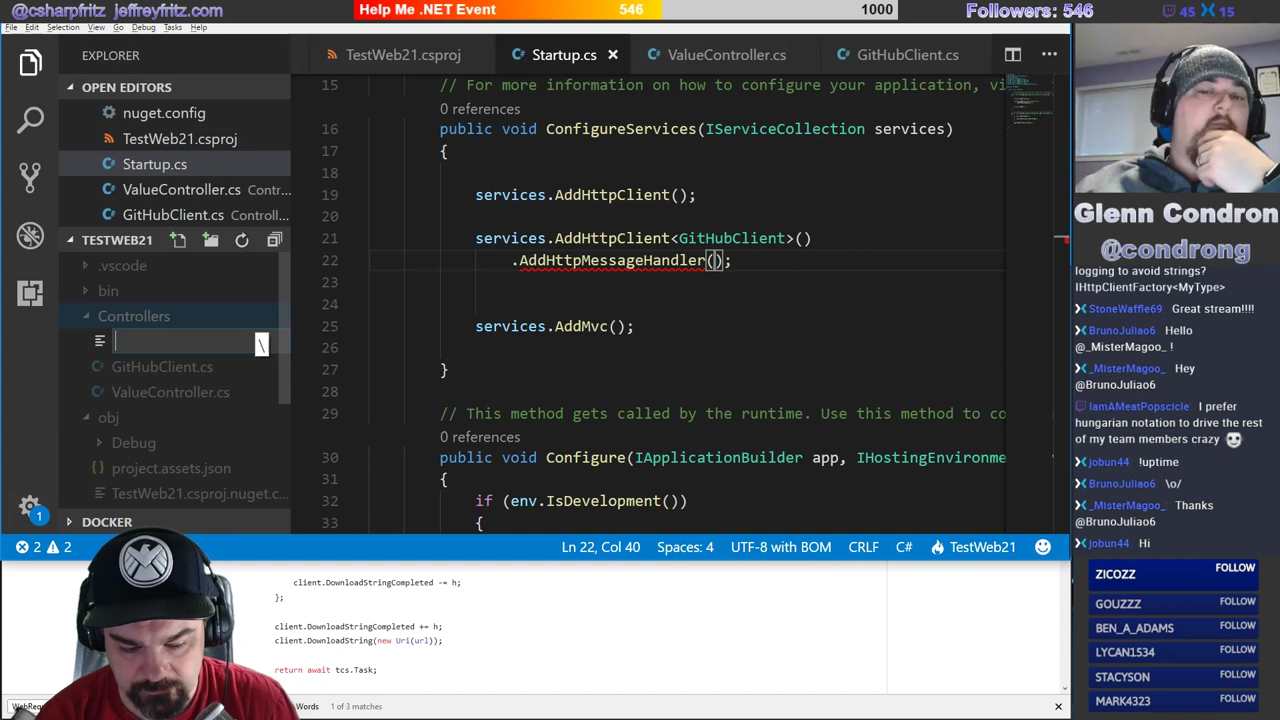 @csharpfritz jeffreyfritz.com
Help Me .NET Event 546 1000
Followers: 546 45 15
File Edit Selection View Go Debug Tasks Help
EXPLORER
OPEN EDITORS
nuget.config
TestWeb21.csproj
Startup.cs
ValueController.cs Contr...
GitHubClient.cs Controll...
TESTWEB21
.vscode
bin
Controllers
\
GitHubClient.cs
ValueController.cs
obj
Debug
project.assets.json
TestWeb21.csproj.nuget.c...
DOCKER
1
TestWeb21.csproj Startup.cs ValueController.cs GitHubClient.cs
15 // For more information on how to configure your application, vi
0 references
16 public void ConfigureServices(IServiceCollection services)
17 {
18
19 services.AddHttpClient();
20
21 services.AddHttpClient<GitHubClient>()
22 .AddHttpMessageHandler();
23
24
25 services.AddMvc();
26
27 }
28
29 // This method gets called by the runtime. Use this method to co
0 references
30 public void Configure(IApplicationBuilder app, IHostingEnvironme
31 {
32 if (env.IsDevelopment())
33 {
2 2 Ln 22, Col 40 Spaces: 4 UTF-8 with BOM CRLF C# TestWeb21
client.DownloadStringCompleted -= h;
};
client.DownloadStringCompleted += h;
client.DownloadString(new Uri(url));
return await tcs.Task;
Words 1 of 3 matches
Glenn Condron
@condrong
logging to avoid strings?
IHttpClientFactory<MyType>
StoneWaffle69 Great stream!!!!
BrunoJuliao6 Hello
@_MisterMagoo_ !
_MisterMagoo_ Hey
@BrunoJuliao6
IamAMeatPopscicle I prefer
hungarian notation to drive the rest
of my team members crazy
jobun44 !uptime
BrunoJuliao6 \o/
_MisterMagoo_ Thanks
@BrunoJuliao6
jobun44 Hi
ZICOZZ FOLLOW
GOUZZZ FOLLOW
BEN_A_ADAMS FOLLOW
LYCAN1534 FOLLOW
STACYSON FOLLOW
MARK4323 FOLLOW